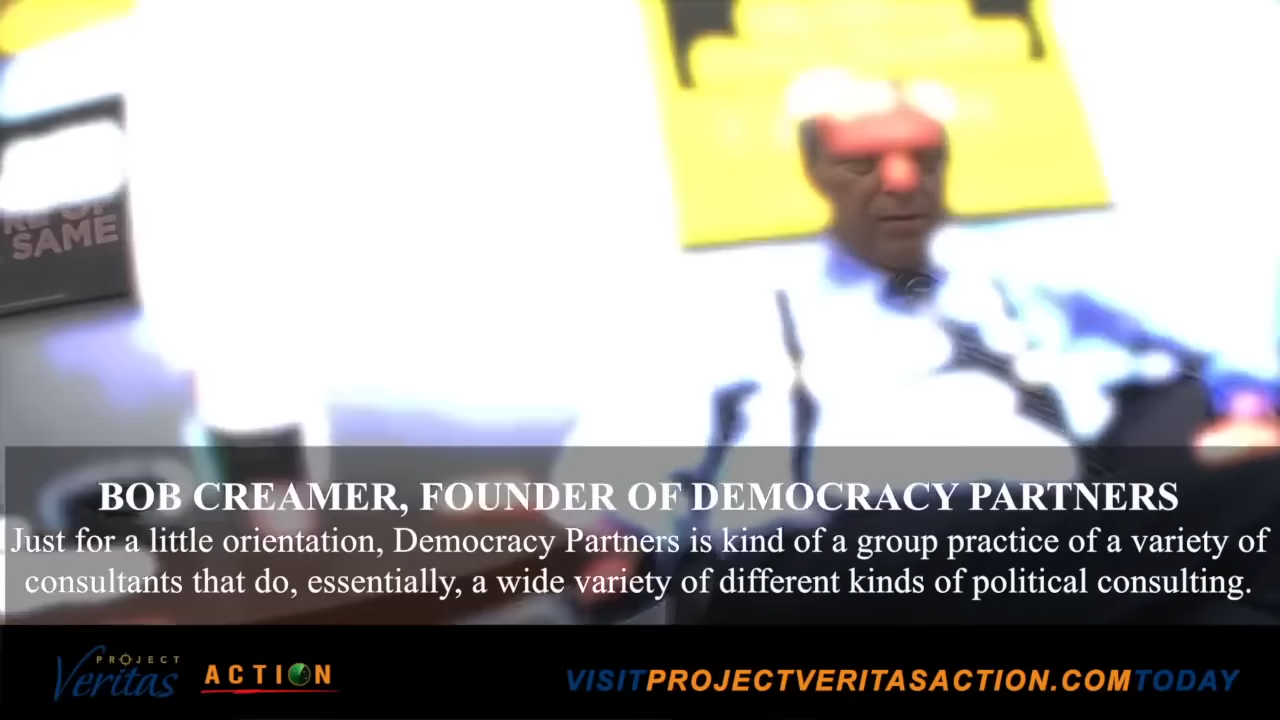 SAME
BOB CREAMER, FOUNDER OF DEMOCRACY PARTNERS
Just for a little orientation, Democracy Partners is kind of a group practice of a variety of
consultants that do, essentially, a wide variety of different kinds of political consulting.
PROJECT
Veritas ACTION
VISITPROJECTVERITASACTION.COMTODAY